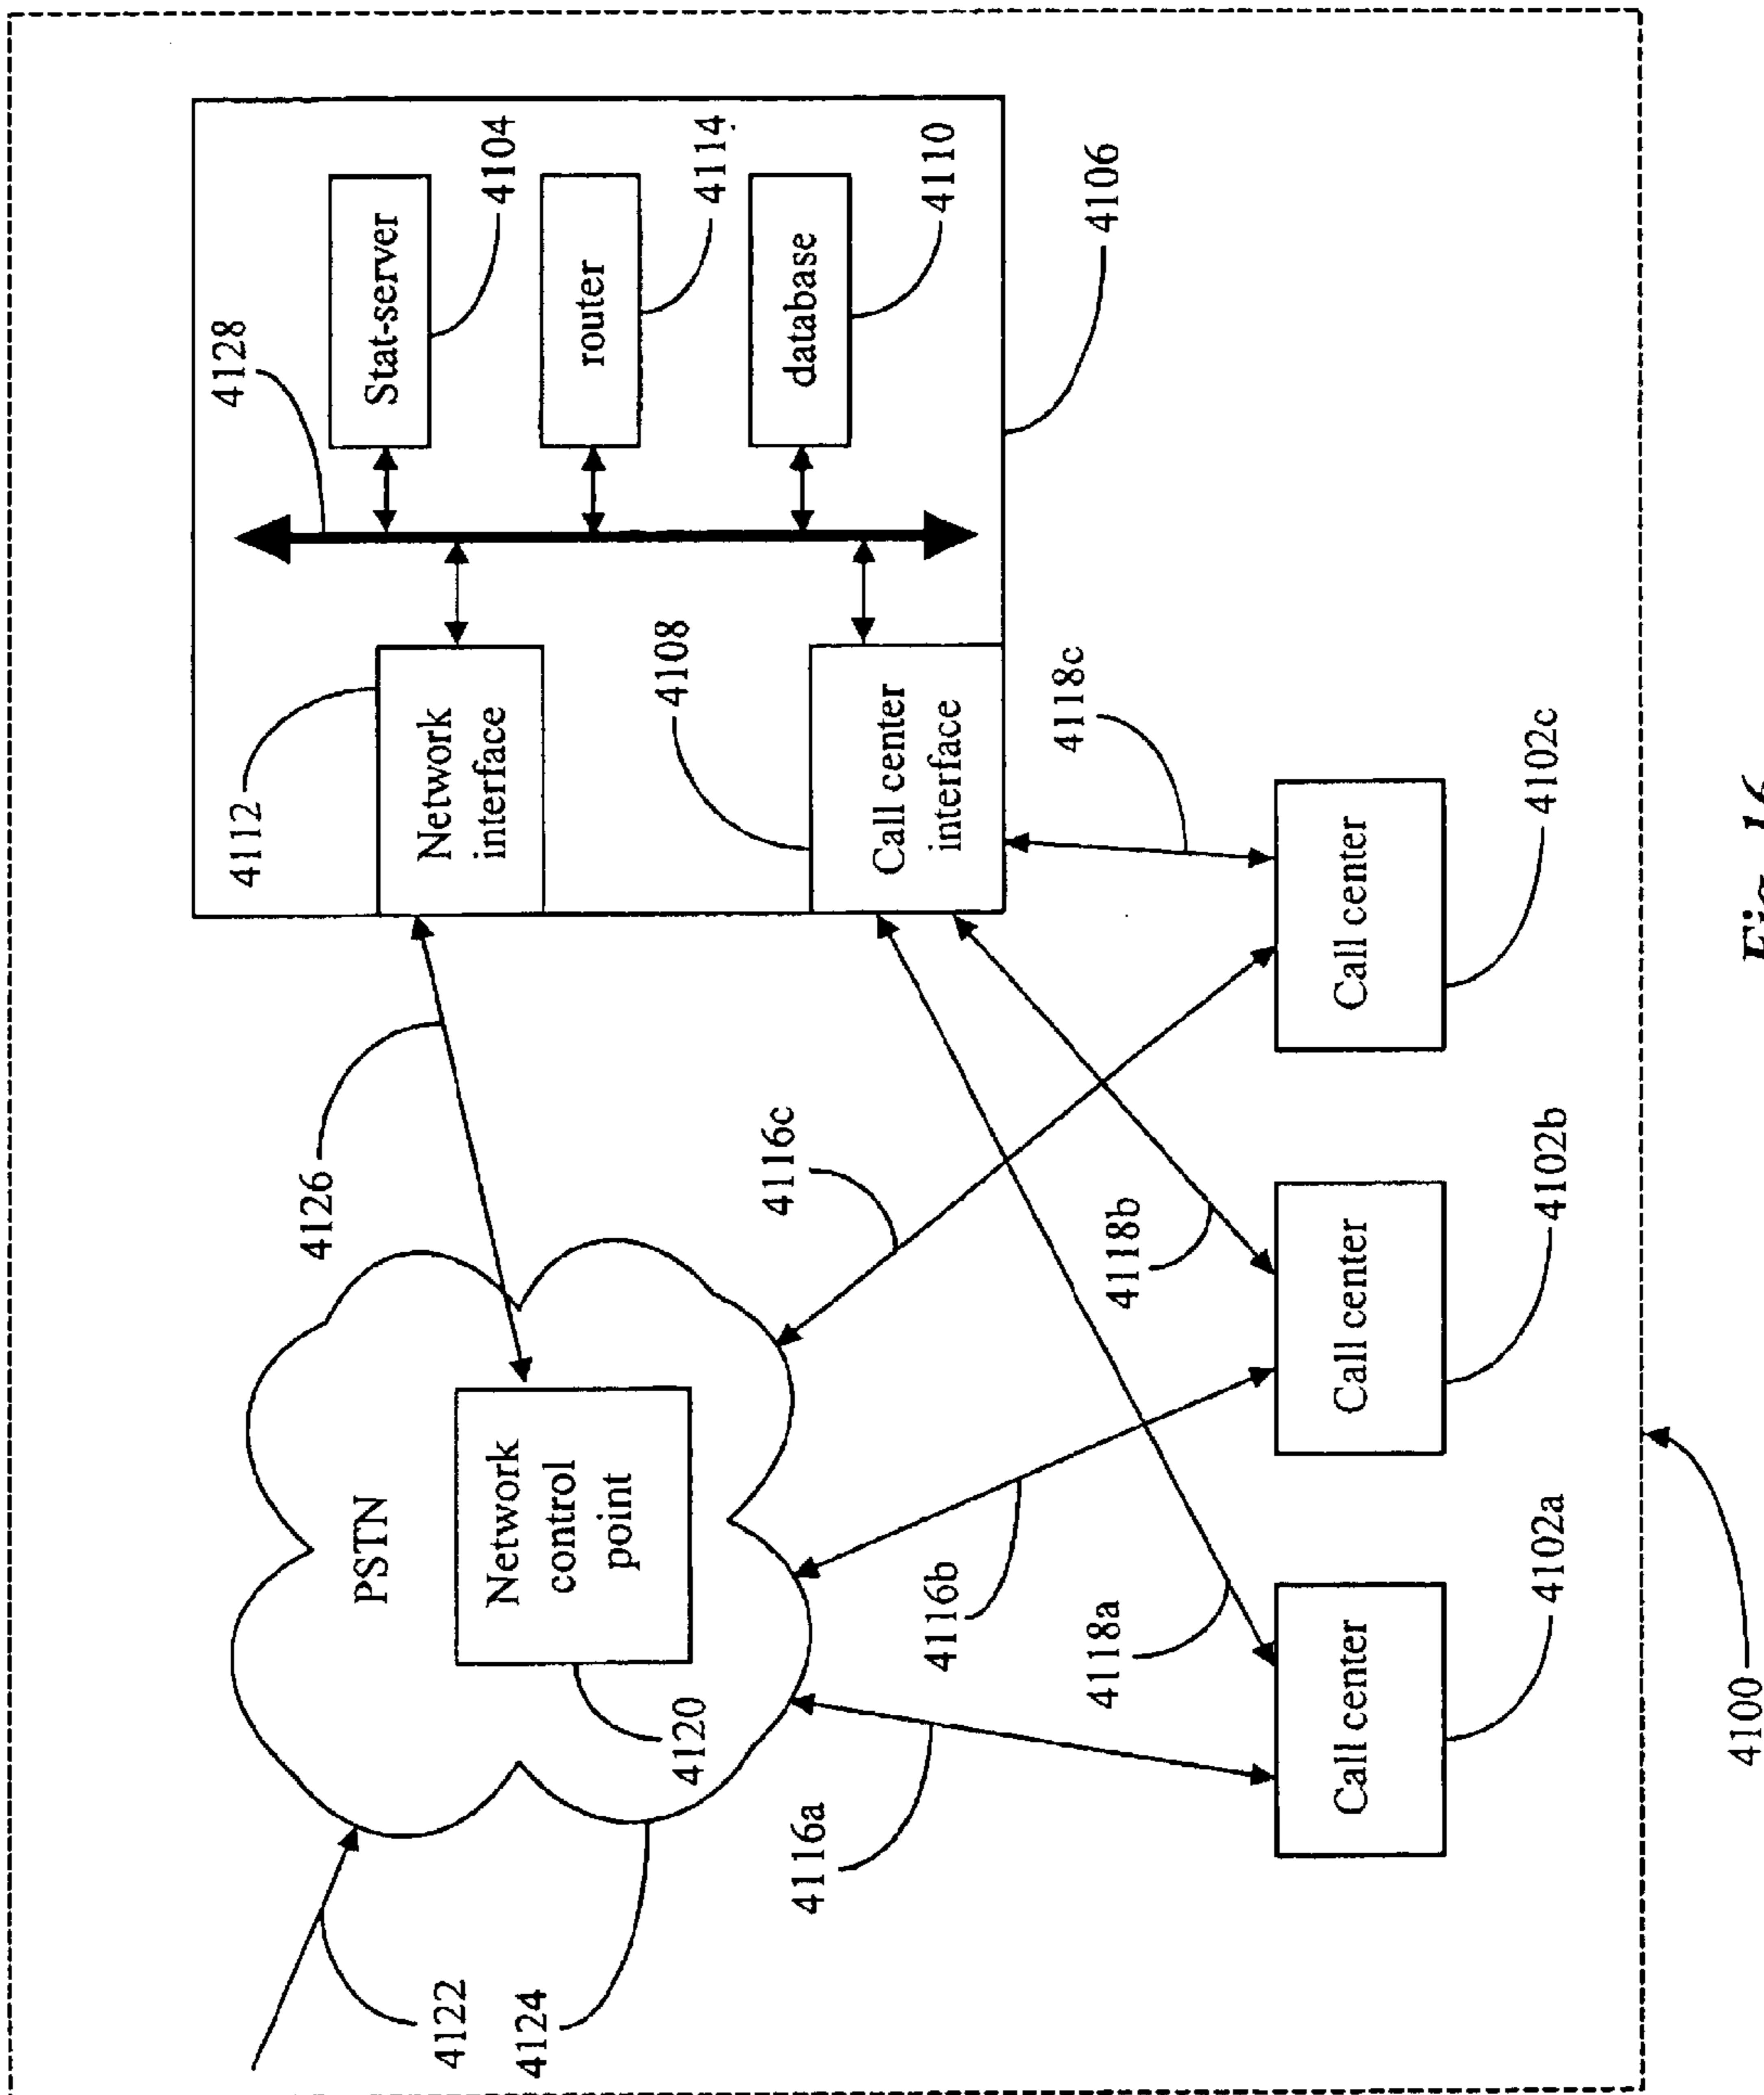 4128
Stat-server
4104
router
4114
database
4110
4106
4112
Network
interface
4108
Call center
interface
4118c
4126
4116c
4118b
PSTN
Network
control
point
4120
4122
4124
4116a
4116b
4118a
Call center
4102a
Call center
4102b
Call center
4102c
4100
Fig. 16